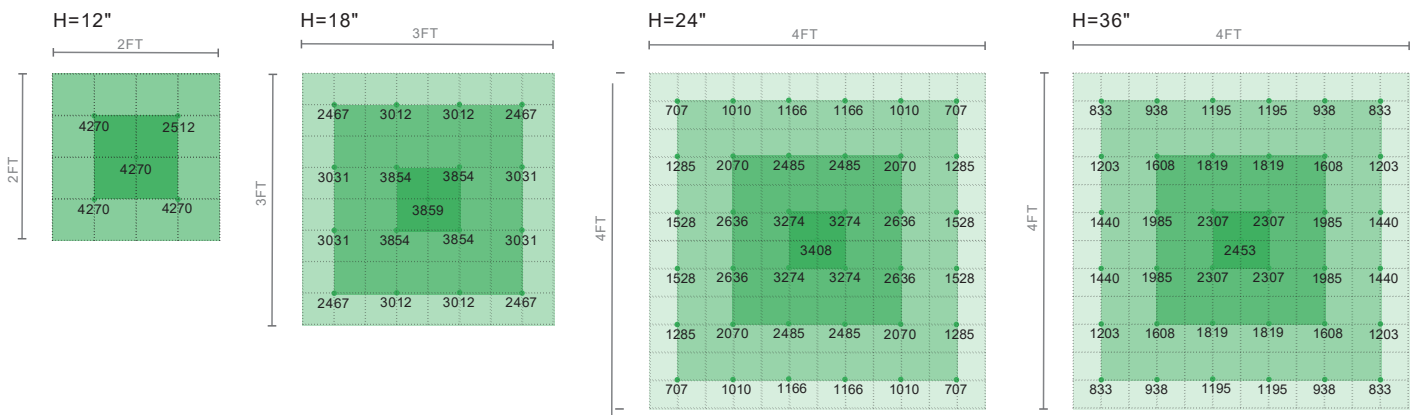 H=12"
2FT
2FT
4270 2512
4270
4270 4270
H=18"
3FT
3FT
2467 3012 3012 2467
3031 3854 3854 3031
3859
3031 3854 3854 3031
2467 3012 3012 2467
H=24"
4FT
4FT
707 1010 1166 1166 1010 707
1285 2070 2485 2485 2070 1285
1528 2636 3274 3274 2636 1528
3408
1528 2636 3274 3274 2636 1528
1285 2070 2485 2485 2070 1285
707 1010 1166 1166 1010 707
H=36"
4FT
4FT
833 938 1195 1195 938 833
1203 1608 1819 1819 1608 1203
1440 1985 2307 2307 1985 1440
2453
1440 1985 2307 2307 1985 1440
1203 1608 1819 1819 1608 1203
833 938 1195 1195 938 833